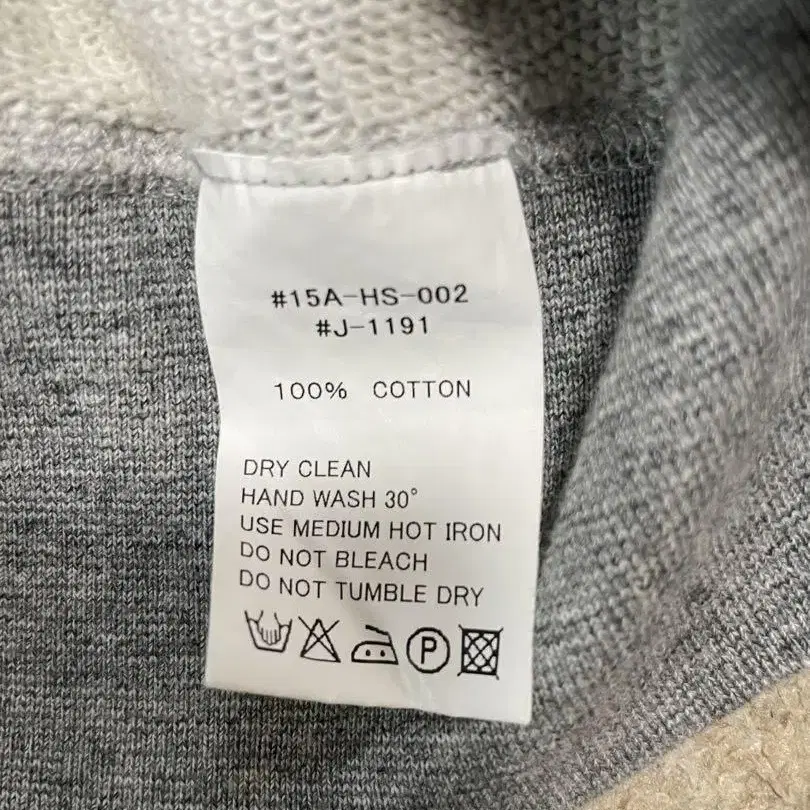 #15A-HS-002
#J-1191
100% COTTON
DRY CLEAN
HAND WASH 30°
USE MEDIUM HOT IRON
DO NOT BLEACH
DO NOT TUMBLE DRY
P